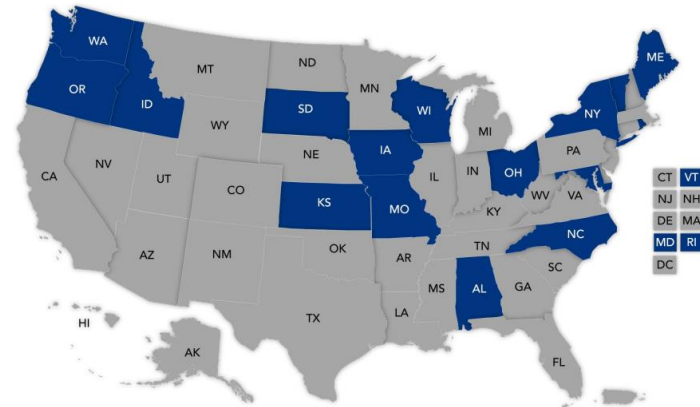 WA
ME
MT
ND
MN
OR
ID
SD
WI
NY
WY
MI
IA
PA
NE
NV
IL
IN
OH
UT
CO
WV
VA
CA
KS
MO
KY
NC
TN
OK
AZ
NM
AR
SC
MS
AL
GA
LA
TX
HI
AK
FL
CT VT
NJ NH
DE MA
MD RI
DC